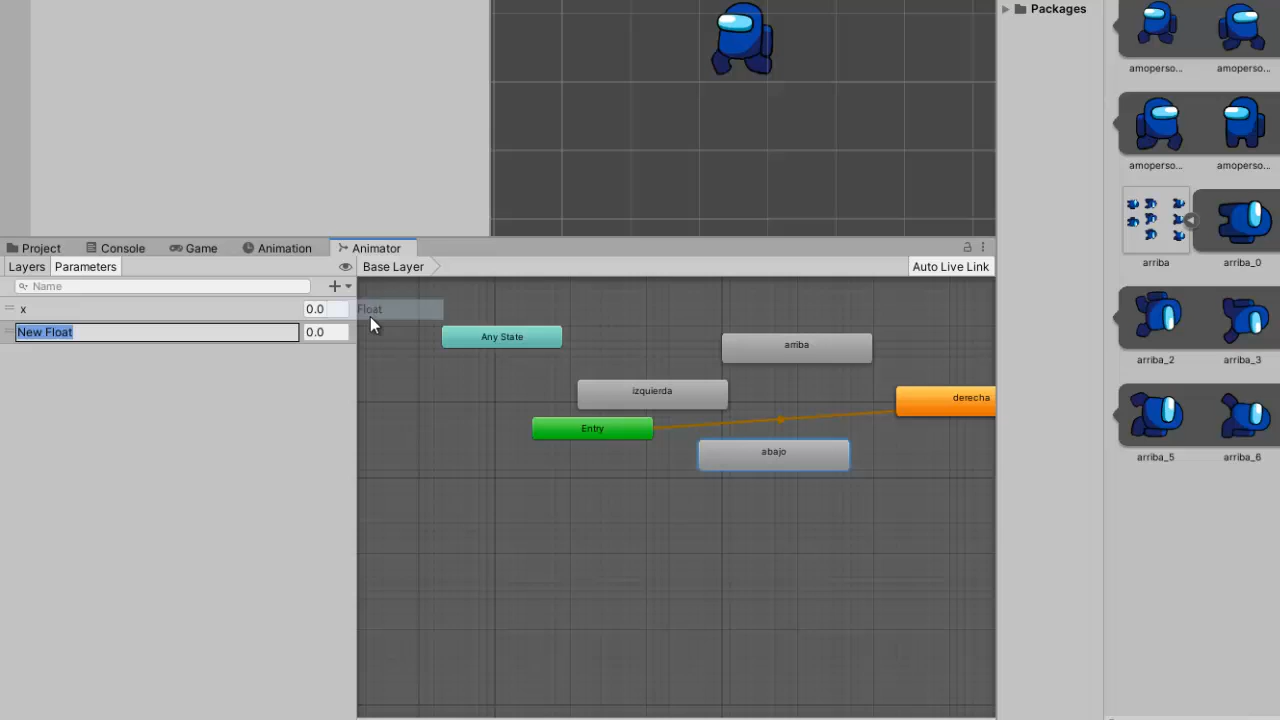 Packages
amoperso...
amoperso...
amoperso...
amoperso...
arriba
arriba_0
arriba_2
arriba_3
arriba_5
arriba_6
Project
Console
Game
Animation
Animator
Layers
Parameters
Base Layer
Auto Live Link
Name
x
0.0
Float
New Float
0.0
Any State
arriba
izquierda
derecha
Entry
abajo